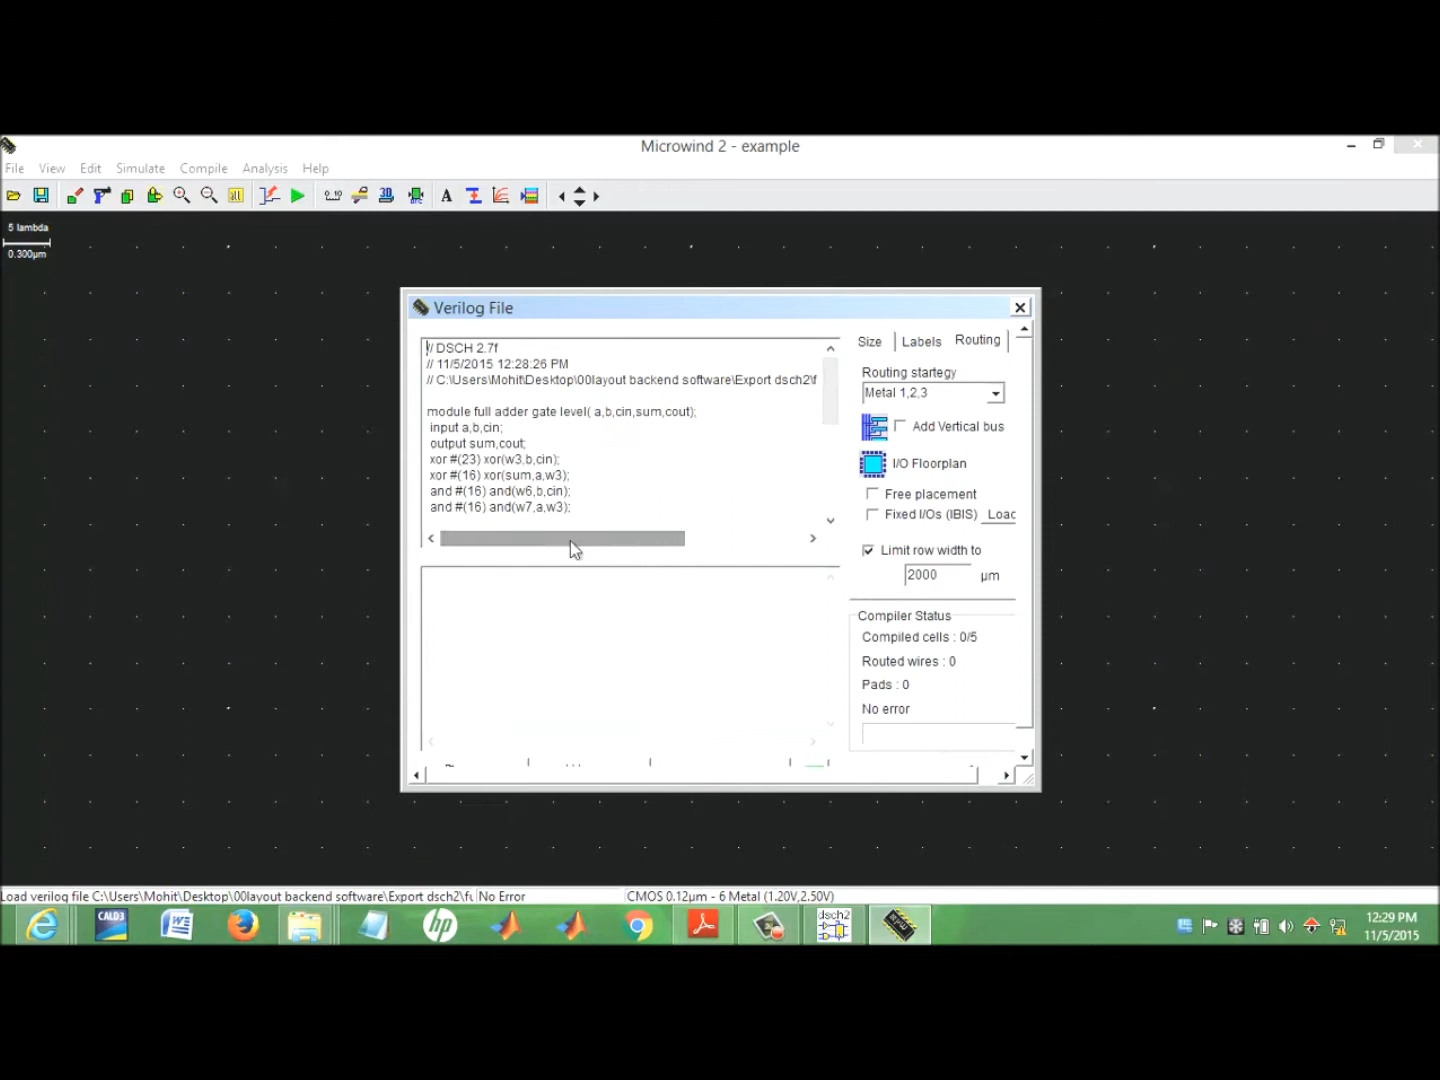 Microwind 2 - example
File View Edit Simulate Compile Analysis Help
5 lambda
0.300µm
Verilog File
// DSCH 2.7f
// 11/5/2015 12:28:26 PM
// C:\Users\Mohit\Desktop\00layout backend software\Export dsch2\f
module full adder gate level( a,b,cin,sum,cout);
input a,b,cin;
output sum,cout;
xor #(23) xor(w3,b,cin);
xor #(16) xor(sum,a,w3);
and #(16) and(w6,b,cin);
and #(16) and(w7,a,w3);
Size Labels Routing
Routing startegy
Metal 1,2,3
Add Vertical bus
I/O Floorplan
Free placement
Fixed I/Os (IBIS) Load
Limit row width to
2000 µm
Compiler Status
Compiled cells : 0/5
Routed wires : 0
Pads : 0
No error
Load verilog file C:\Users\Mohit\Desktop\00layout backend software\Export dsch2\fu No Error CMOS 0.12µm - 6 Metal (1.20V,2.50V)
CALD3
hp
dsch2
12:29 PM
11/5/2015